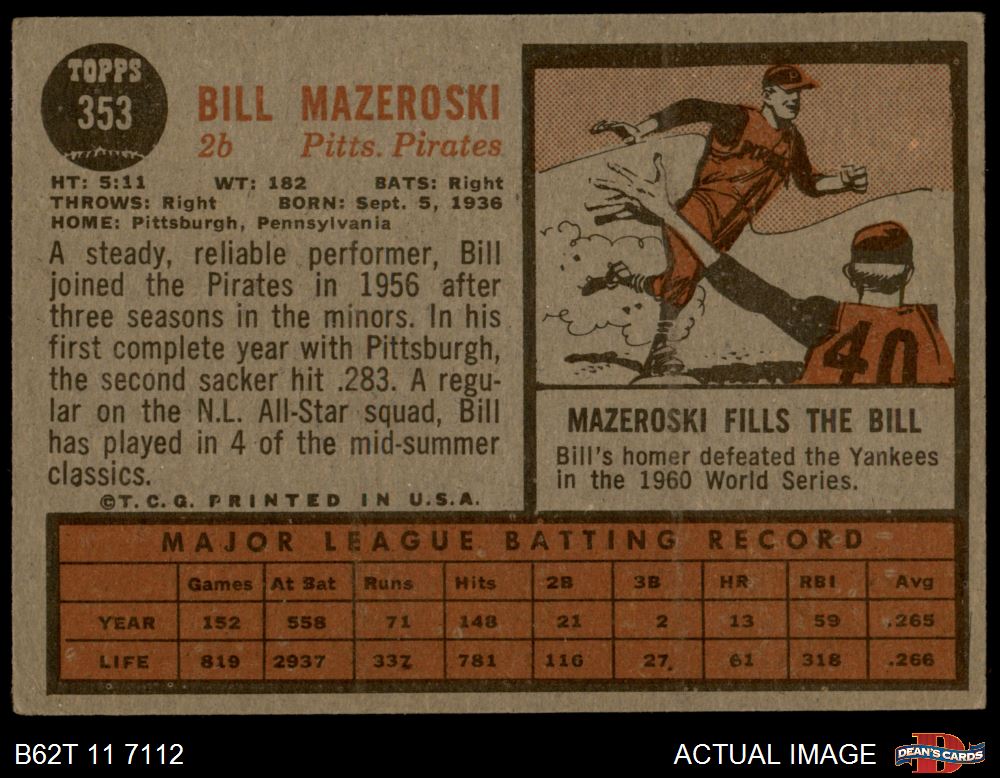 TOPPS
353
BILL MAZEROSKI
2b Pitts. Pirates
HT: 5:11 WT: 182 BATS: Right
THROWS: Right BORN: Sept. 5, 1936
HOME: Pittsburgh, Pennsylvania
A steady, reliable performer, Bill
joined the Pirates in 1956 after
three seasons in the minors. In his
first complete year with Pittsburgh,
the second sacker hit .283. A regu-
lar on the N.L. All-Star squad, Bill
has played in 4 of the mid-summer
classics.
©T.C.G. PRINTED IN U.S.A.
P
PIRATES
40
MAZEROSKI FILLS THE BILL
Bill's homer defeated the Yankees
in the 1960 World Series.
MAJOR LEAGUE BATTING RECORD
Games At Bat Runs Hits 2B 3B HR RBI Avg
YEAR 152 558 71 148 21 2 13 59 .265
LIFE 819 2937 337 781 116 27 61 318 .266
B62T 11 7112
ACTUAL IMAGE
D
DEAN'S CARDS